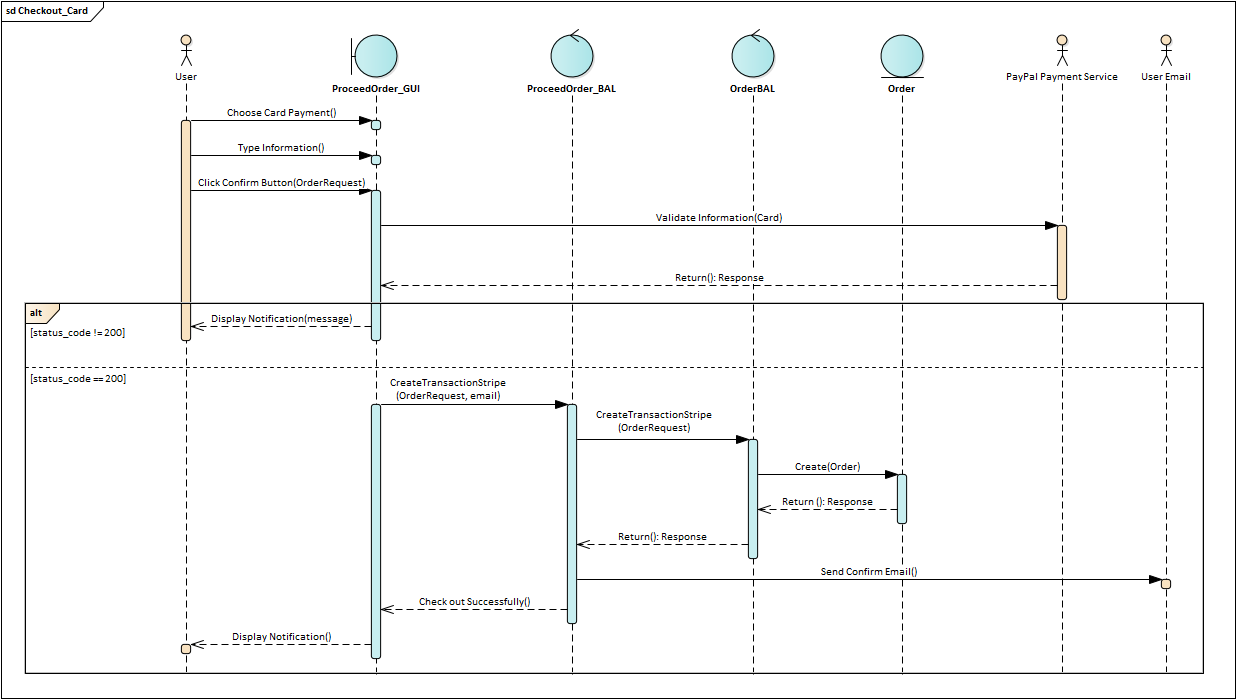 sd Checkout_Card
User
ProceedOrder_GUI
ProceedOrder_BAL
OrderBAL
Order
PayPal Payment Service
User Email
Choose Card Payment()
Type Information()
Click Confirm Button(OrderRequest)
Validate Information(Card)
Return(): Response
alt
[status_code != 200]
Display Notification(message)
[status_code == 200]
CreateTransactionStripe
(OrderRequest, email)
CreateTransactionStripe
(OrderRequest)
Create(Order)
Return (): Response
Return(): Response
Send Confirm Email()
Check out Successfully()
Display Notification()